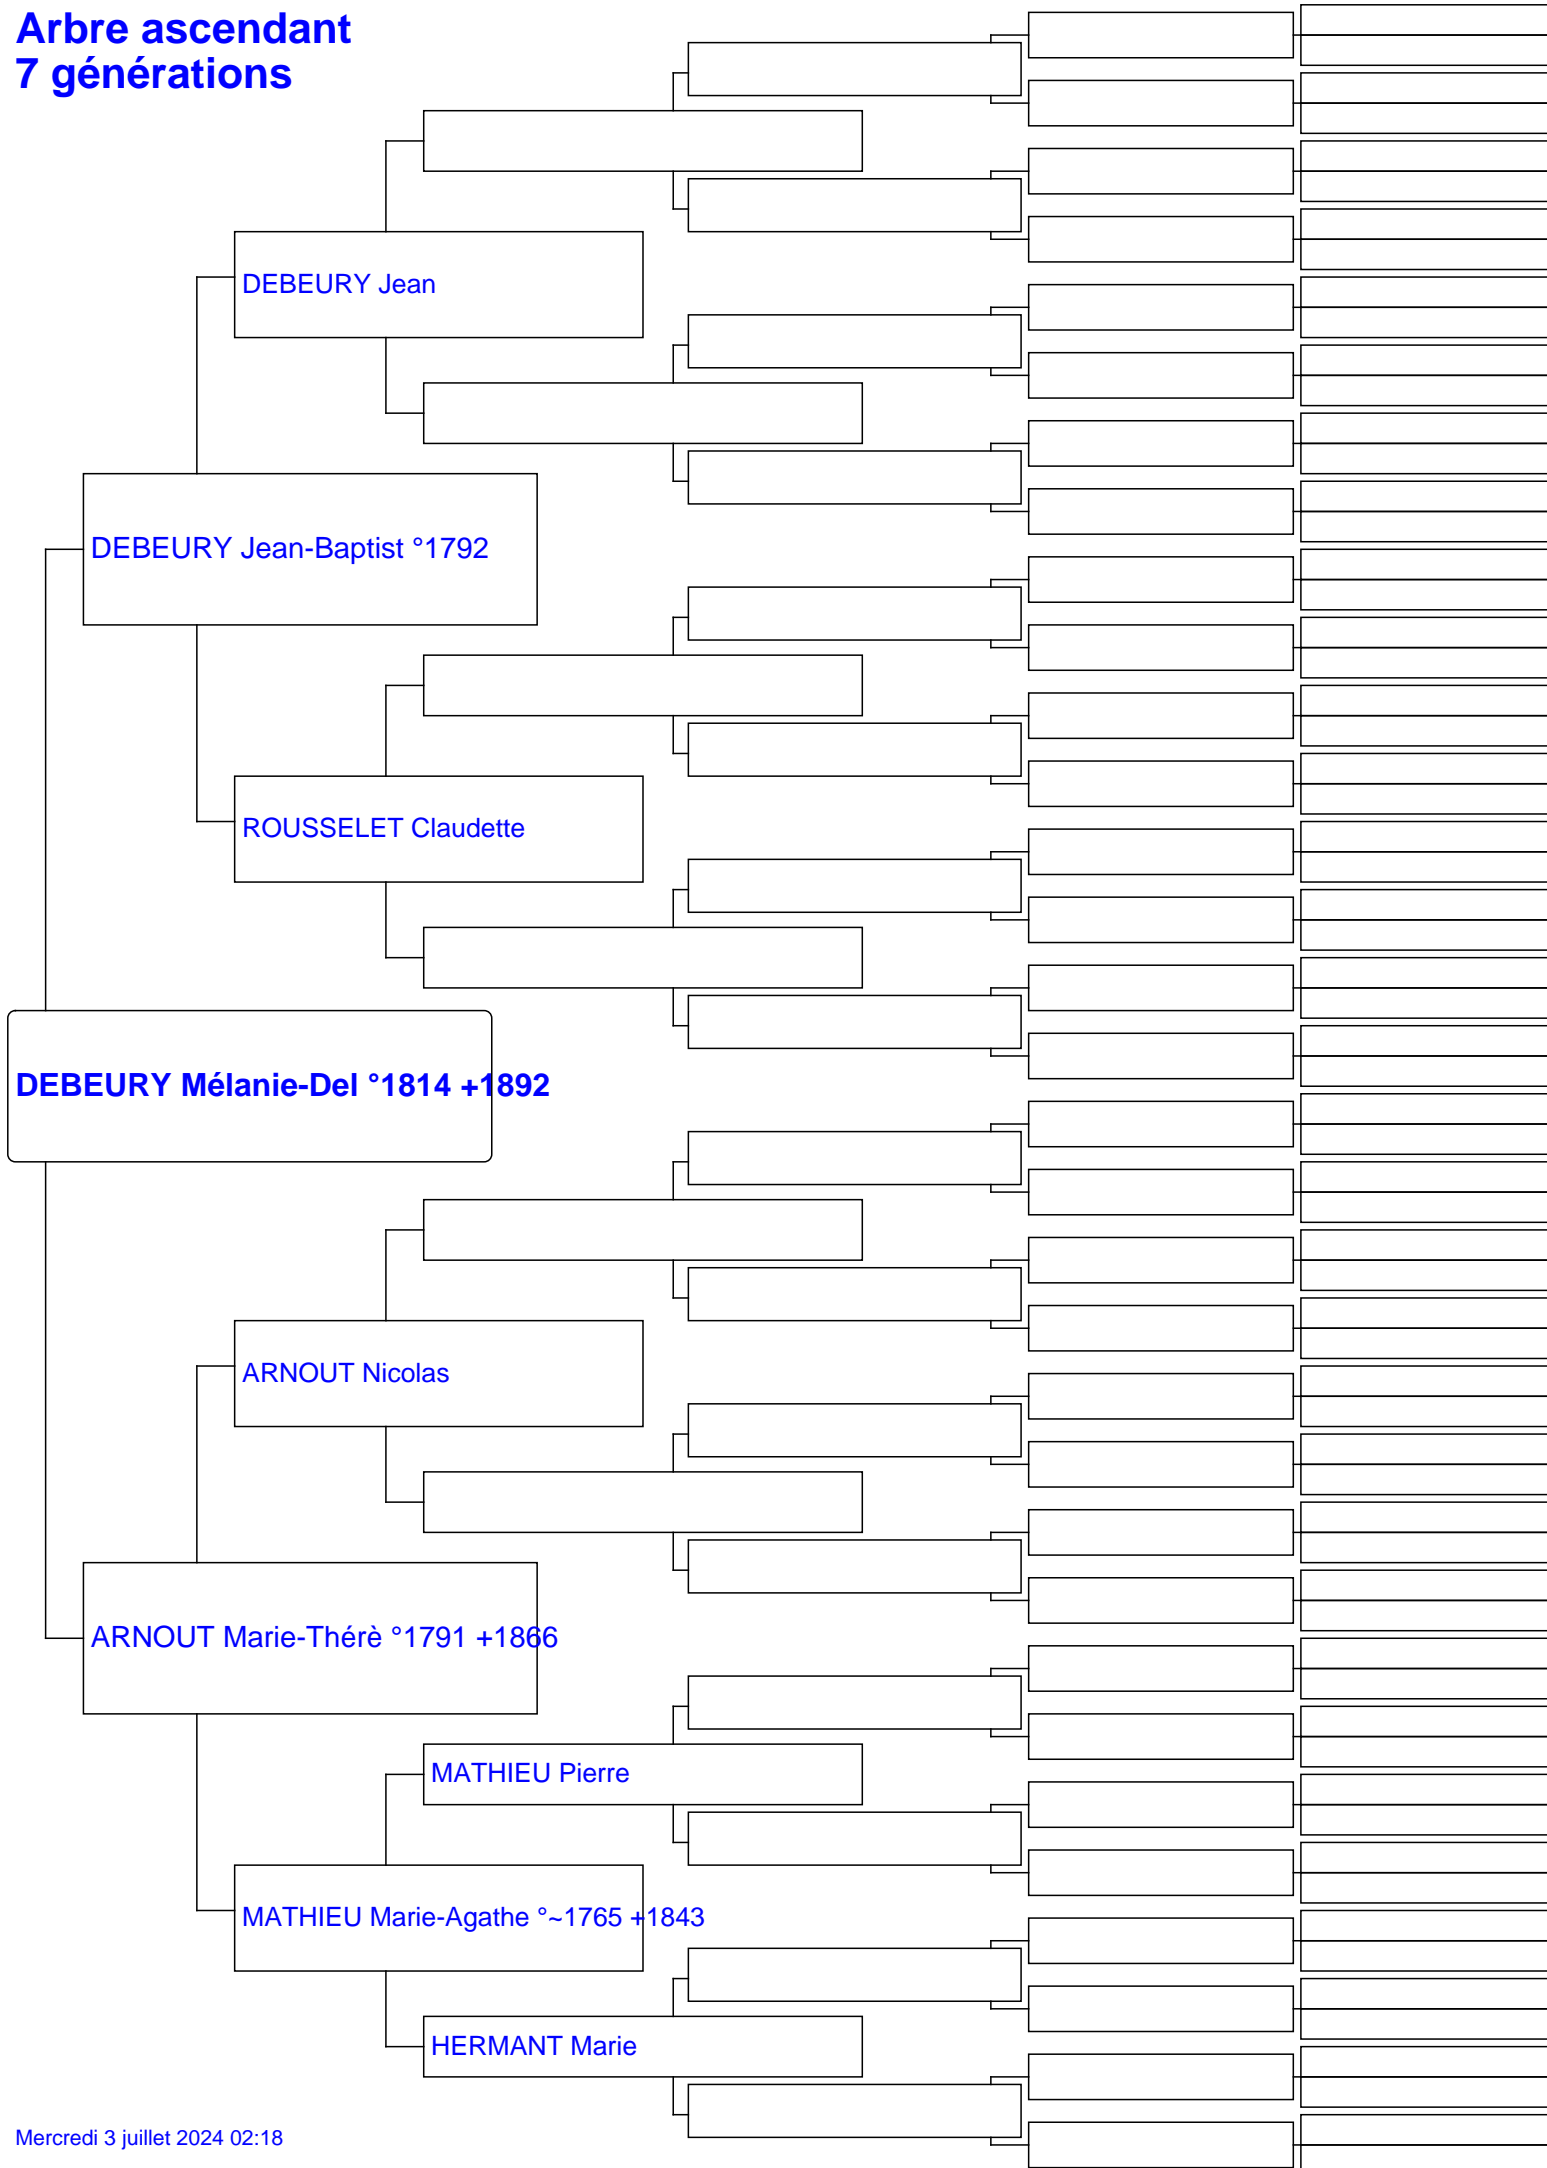 Arbre ascendant
7 générations
DEBEURY Jean
DEBEURY Jean-Baptist °1792
ROUSSELET Claudette
DEBEURY Mélanie-Del °1814 +1892
ARNOUT Nicolas
ARNOUT Marie-Thérè °1791 +1866
MATHIEU Pierre
MATHIEU Marie-Agathe °~1765 +1843
HERMANT Marie
Mercredi 3 juillet 2024 02:18